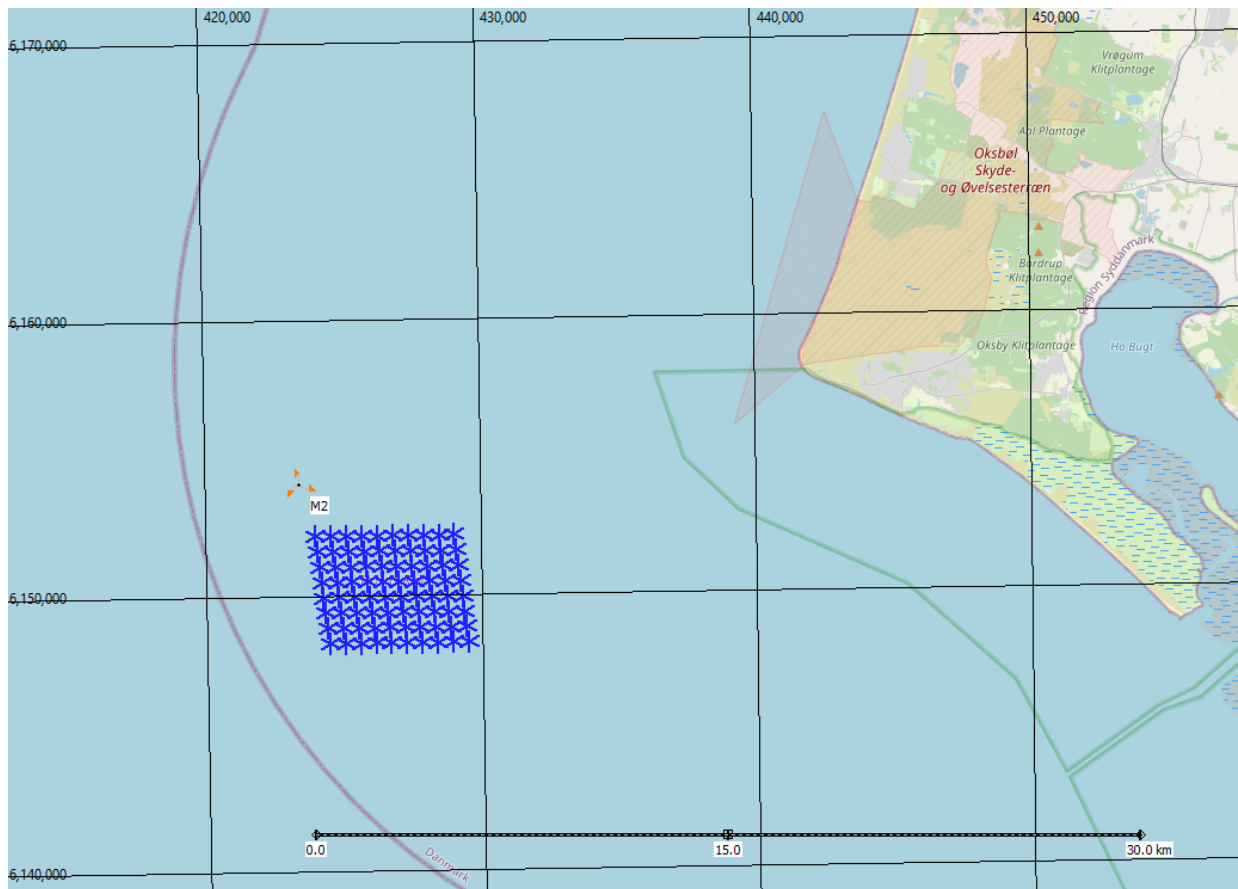 420,000
430,000
440,000
450,000
6,170,000
Vrøgum
Klitplantage
Aal Plantage
Oksbøl
Skyde-
og Øvelsesterræn
Region Syddanmark
Bordrup
Klitplantage
6,160,000
Oksby Klitplantage
Ho Bugt
M2
6,150,000
0.0
15.0
30.0 km
Danmark
6,140,000